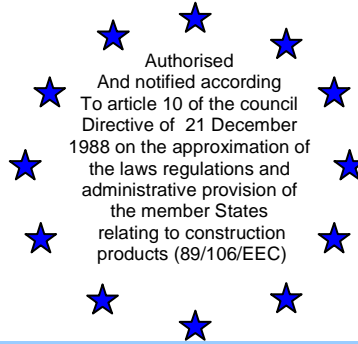 Authorised
And notified according
To article 10 of the council
Directive of 21 December
1988 on the approximation of
the laws regulations and
administrative provision of
the member States
relating to construction
products (89/106/EEC)